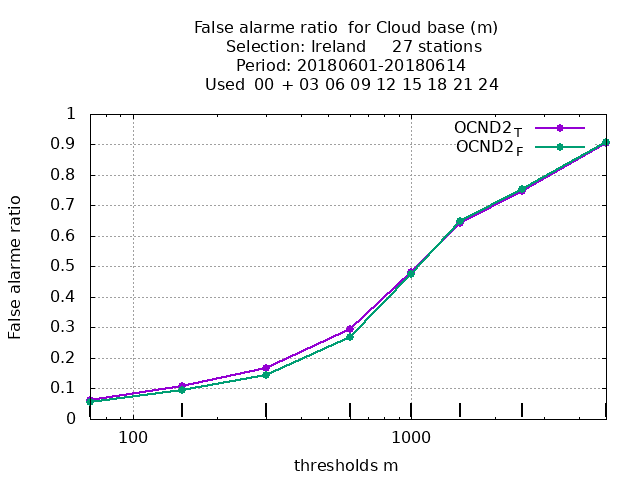 False alarme ratio  for Cloud base (m)
Selection: Ireland     27 stations
Period: 20180601-20180614
Used  00 + 03 06 09 12 15 18 21 24
OCND2T
OCND2F
1
0.9
0.8
0.7
0.6
0.5
0.4
0.3
0.2
0.1
0
False alarme ratio
100 1000
thresholds m